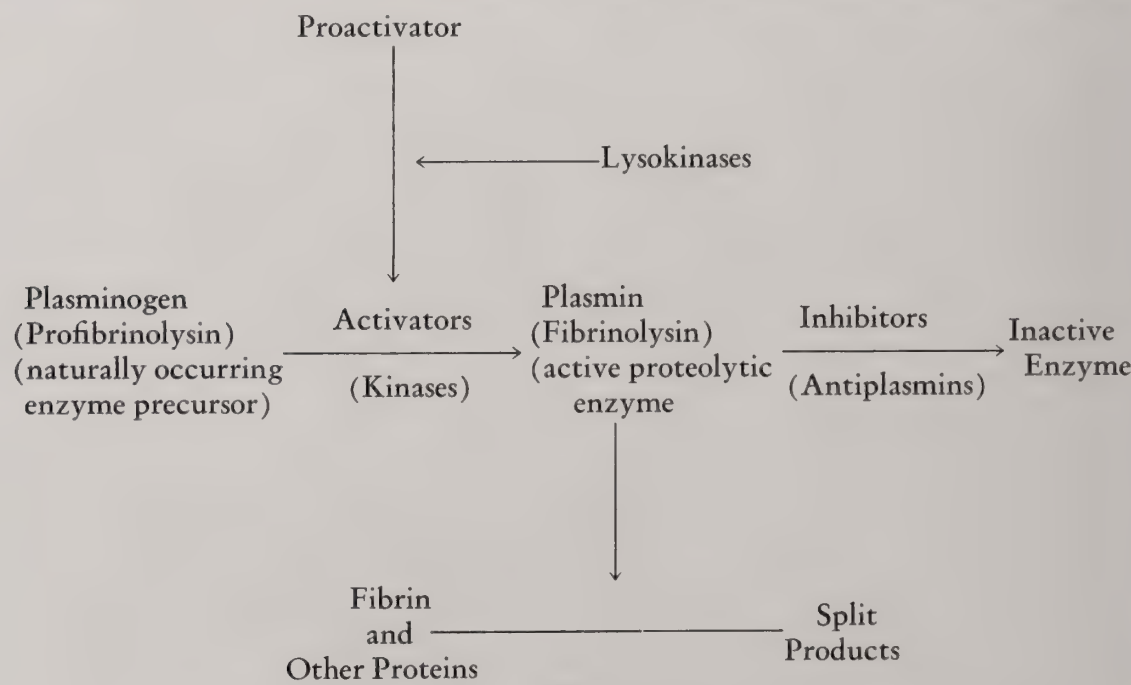 Proactivator
Lysokinases
Plasminogen
(Profibrinolysin)
(naturally occurring
enzyme precursor)
Activators
(Kinases)
Plasmin
(Fibrinolysin)
(active proteolytic
enzyme
Inhibitors
(Antiplasmins)
Inactive
Enzyme
Fibrin
and
Other Proteins
Split
Products